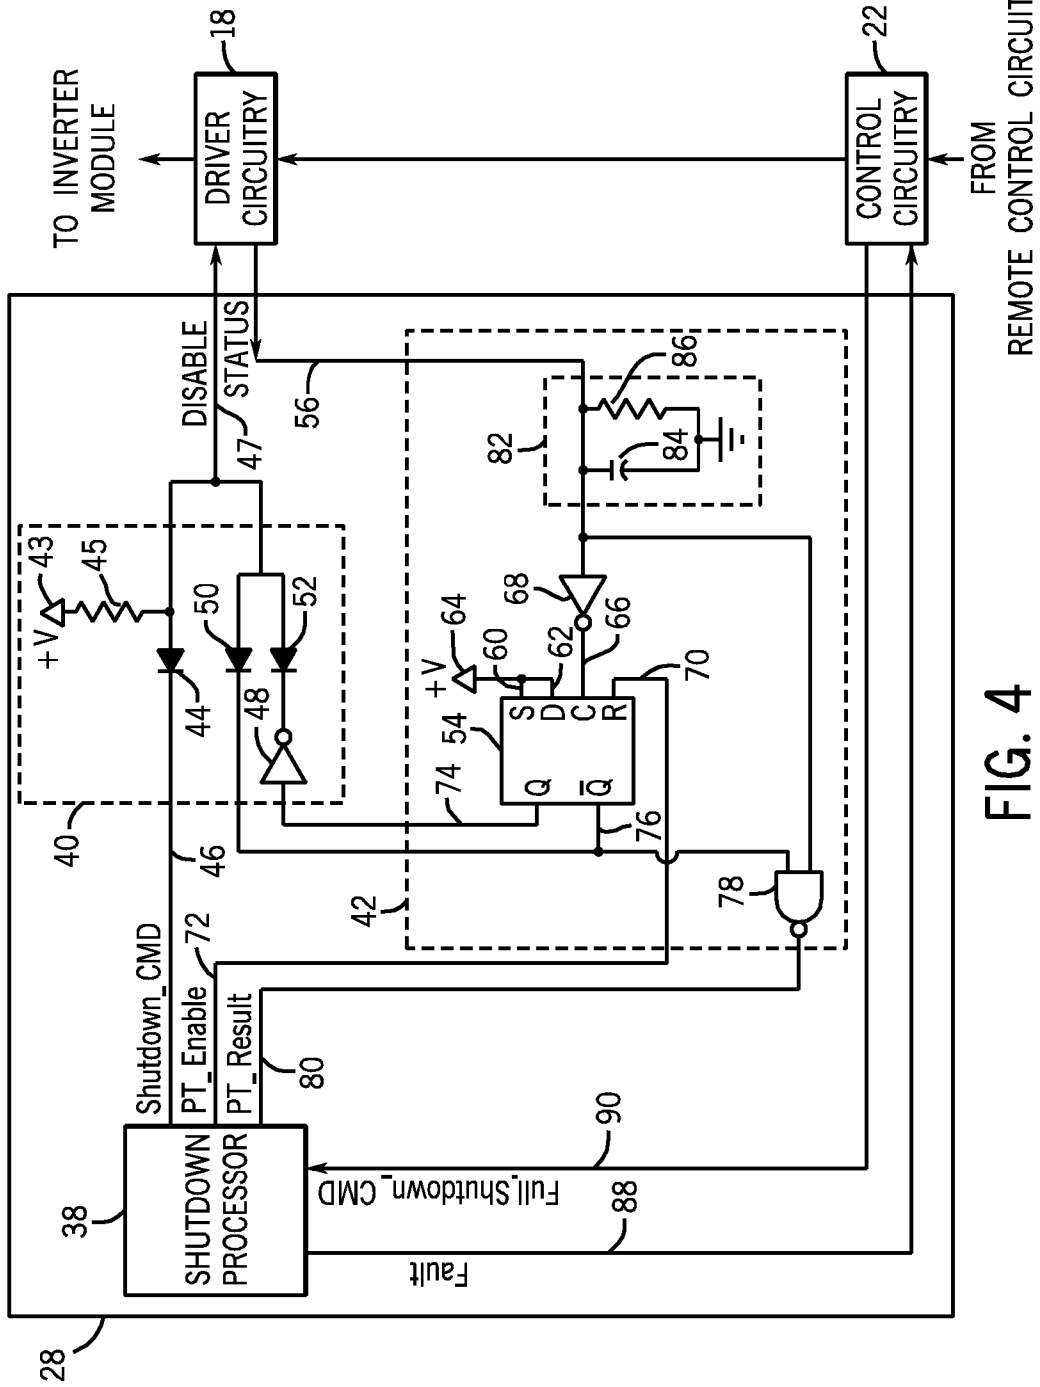 TO INVERTER
MODULE
18
DRIVER
CIRCUITRY
22
CONTROL
CIRCUITRY
FROM
REMOTE CONTROL CIRCUIT
DISABLE
STATUS
47
56
+V
43
45
44
50
52
48
40
46
82
86
84
68
+V
64
60
62
66
70
S
D
C
R
Q
Q̅
54
74
76
78
42
Shutdown_CMD
PT_Enable
72
PT_Result
80
SHUTDOWN
PROCESSOR
38
Full_Shutdown_CMD
90
Fault
88
28
FIG. 4